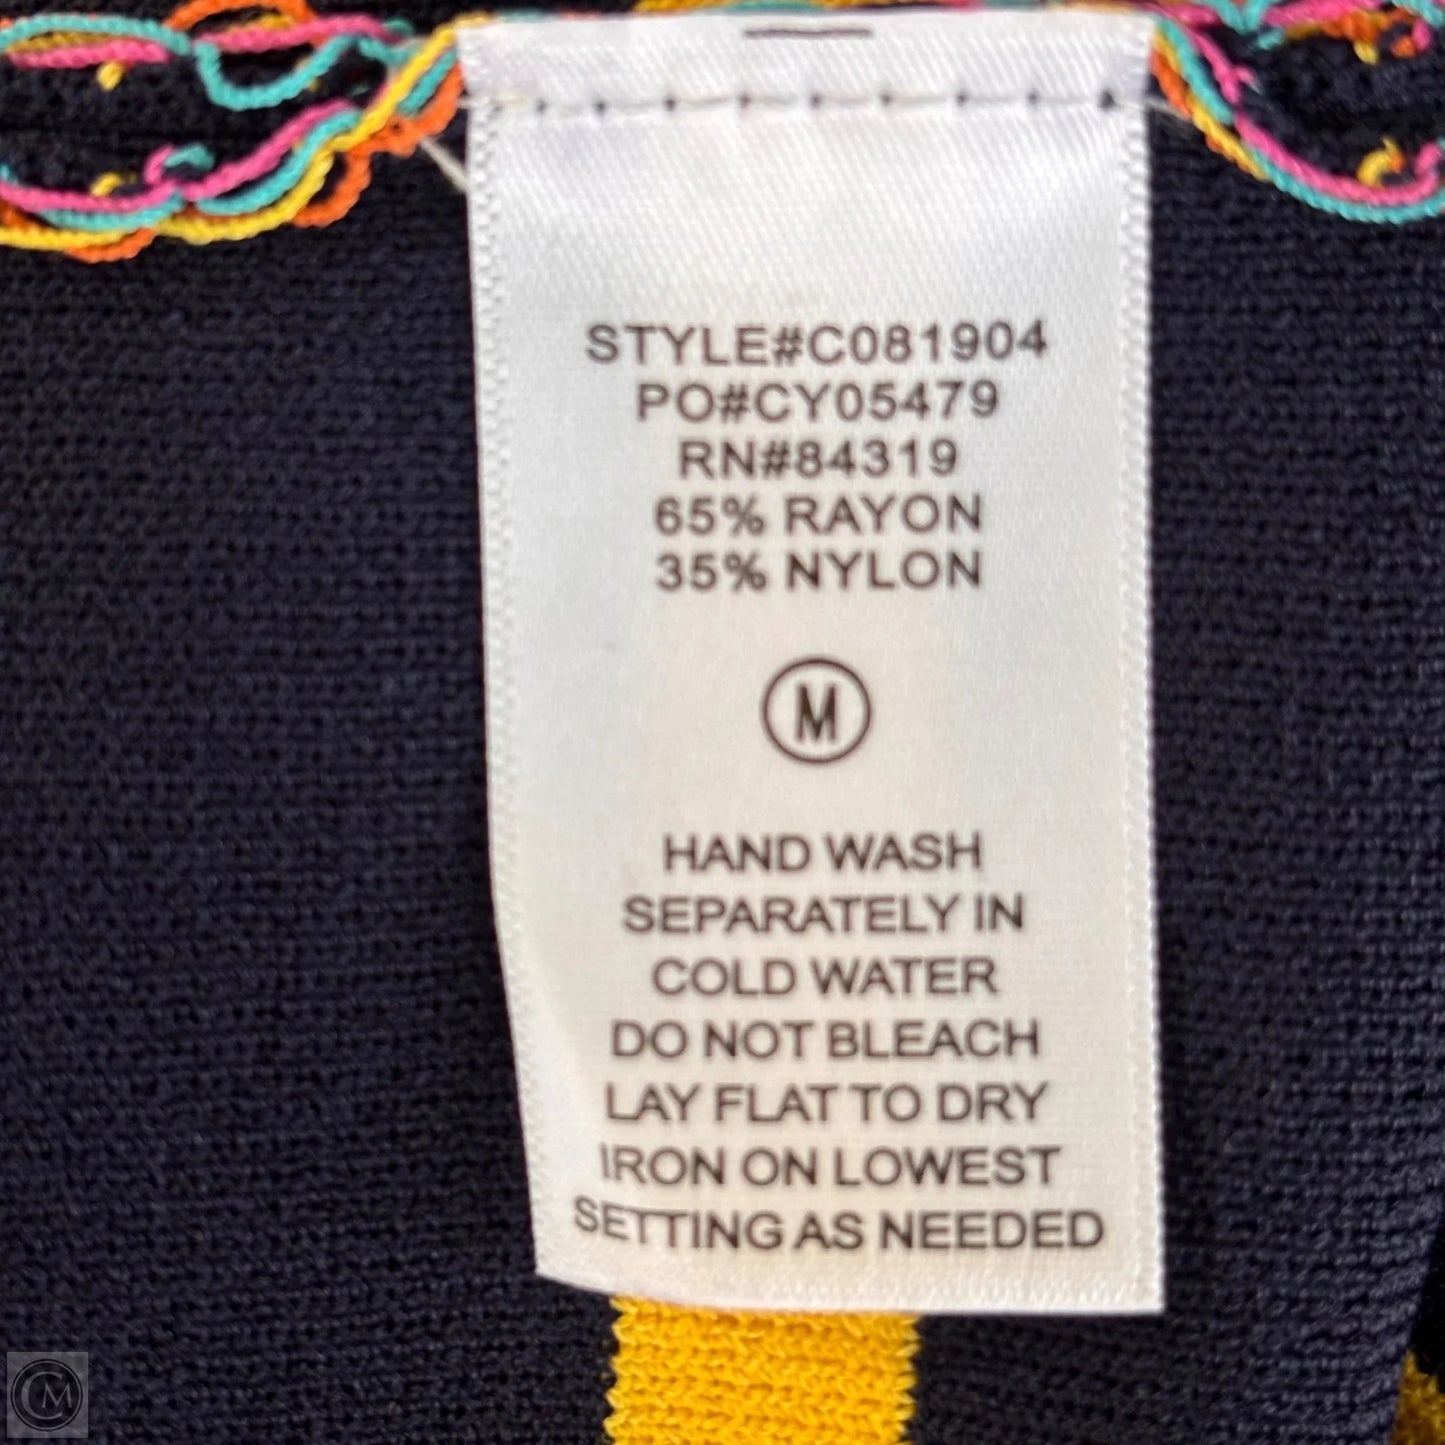 STYLE#C081904
PO#CY05479
RN#84319
65% RAYON
35% NYLON
M
HAND WASH
SEPARATELY IN
COLD WATER
DO NOT BLEACH
LAY FLAT TO DRY
IRON ON LOWEST
SETTING AS NEEDED
CM